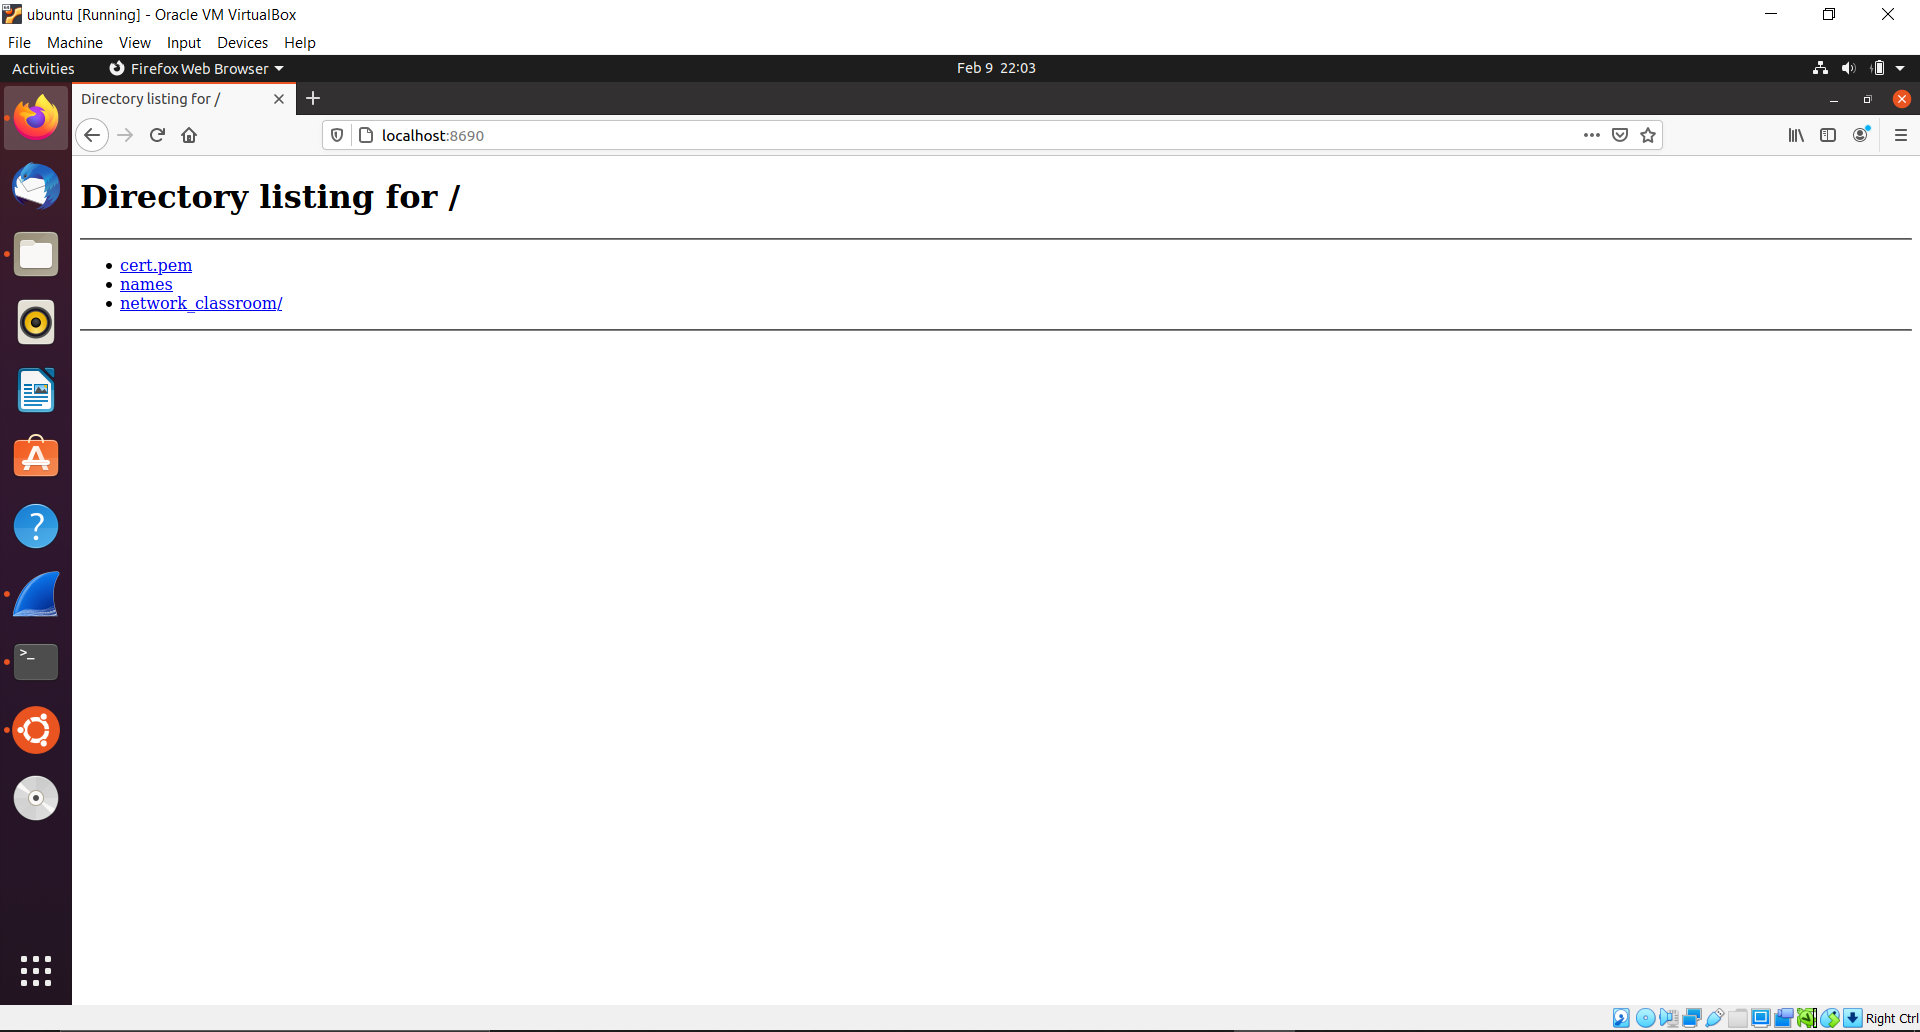 ubuntu [Running] - Oracle VM VirtualBox
File Machine View Input Devices Help
Activities Firefox Web Browser Feb 9 22:03
Directory listing for /
localhost:8690
Directory listing for /
cert.pem
names
network_classroom/
>_
Right Ctrl